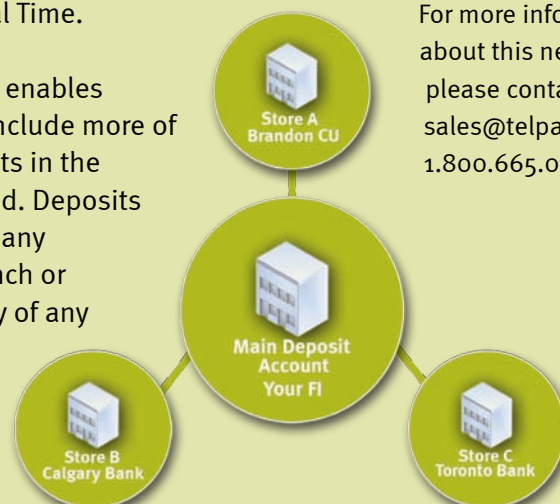 al Time.
enables
nclude more of
ts in the
d. Deposits
any
nch or
y of any
Store A
Brandon CU
Main Deposit
Account
Your FI
Store B
Calgary Bank
Store C
Toronto Bank
For more info
about this ne
please conta
sales@telpa
1.800.665.0